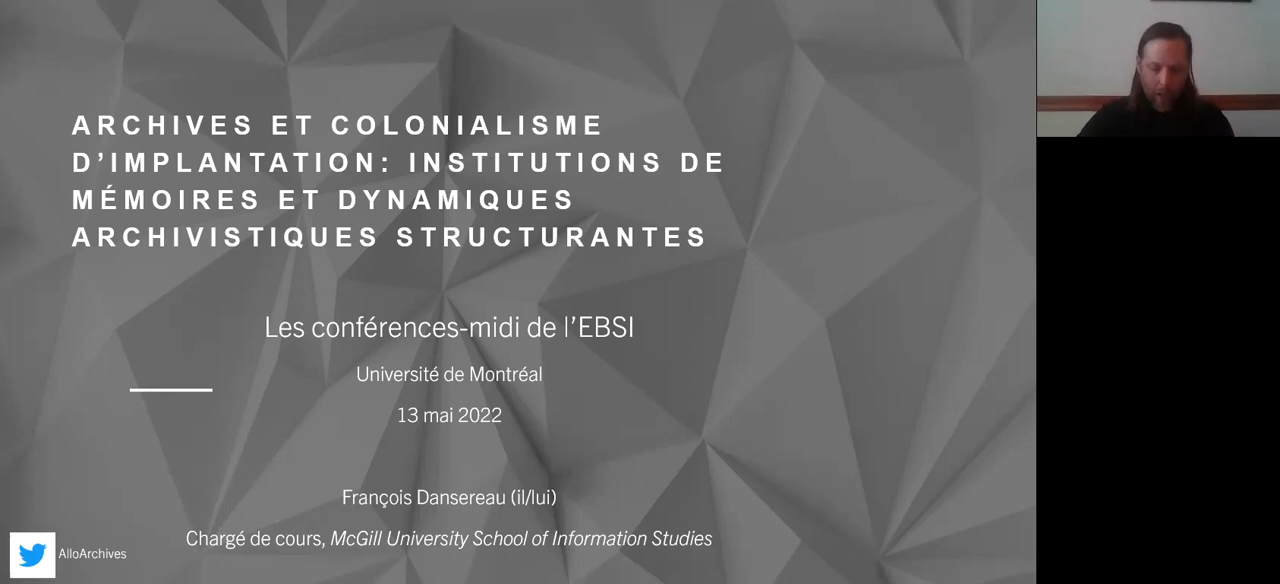 ARCHIVES ET COLONIALISME
D’IMPLANTATION: INSTITUTIONS DE
MÉMOIRES ET DYNAMIQUES
ARCHIVISTIQUES STRUCTURANTES
Les conférences-midi de l’EBSI
Université de Montréal
13 mai 2022
François Dansereau (il/lui)
Chargé de cours, McGill University School of Information Studies
AlloArchives